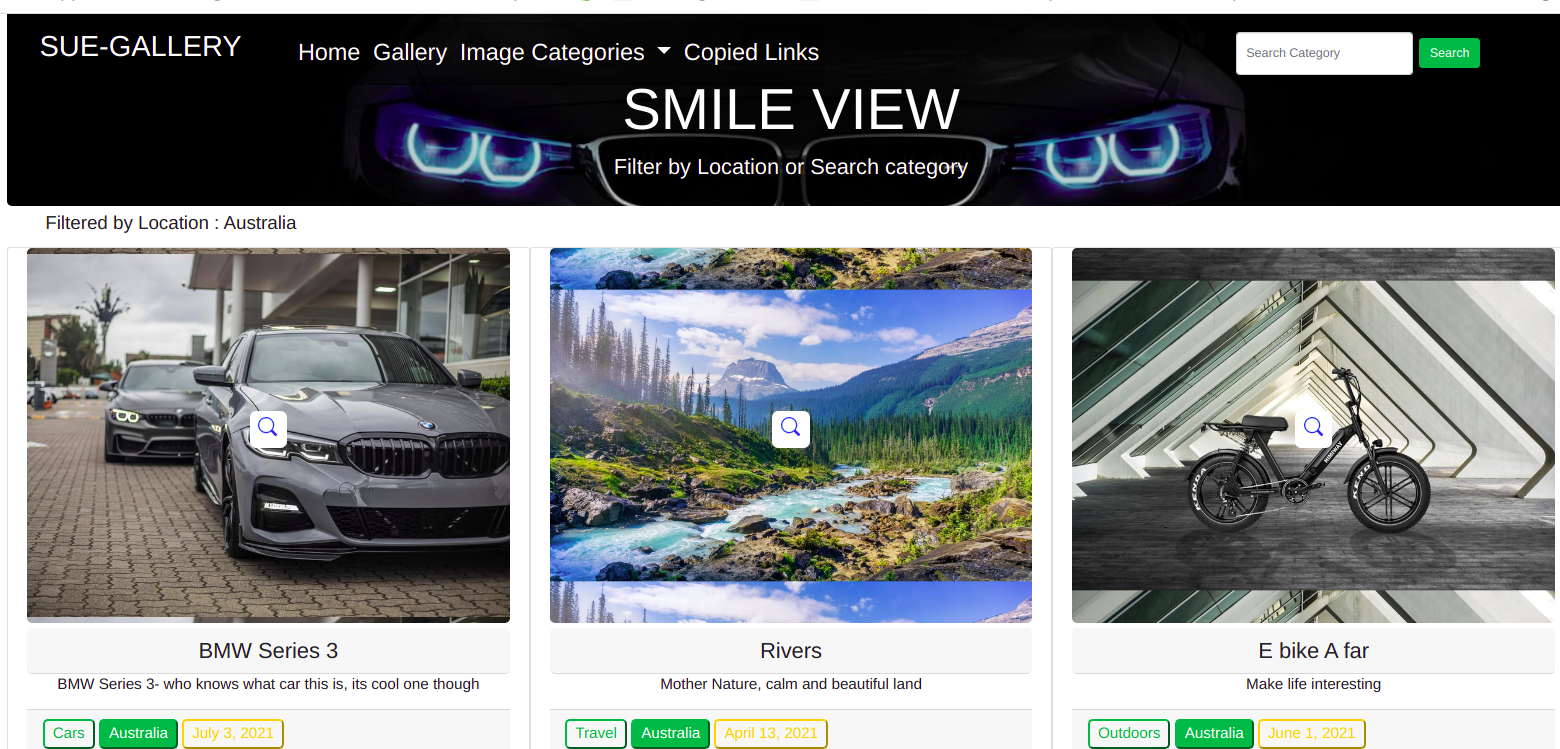 SUE-GALLERY
Home Gallery Image Categories Copied Links
Search Category
Search
SMILE VIEW
Filter by Location or Search category
Filtered by Location : Australia
KENDA
KEND
BMW Series 3
BMW Series 3- who knows what car this is, its cool one though
Cars Australia July 3, 2021
Rivers
Mother Nature, calm and beautiful land
Travel Australia April 13, 2021
E bike A far
Make life interesting
Outdoors Australia June 1, 2021